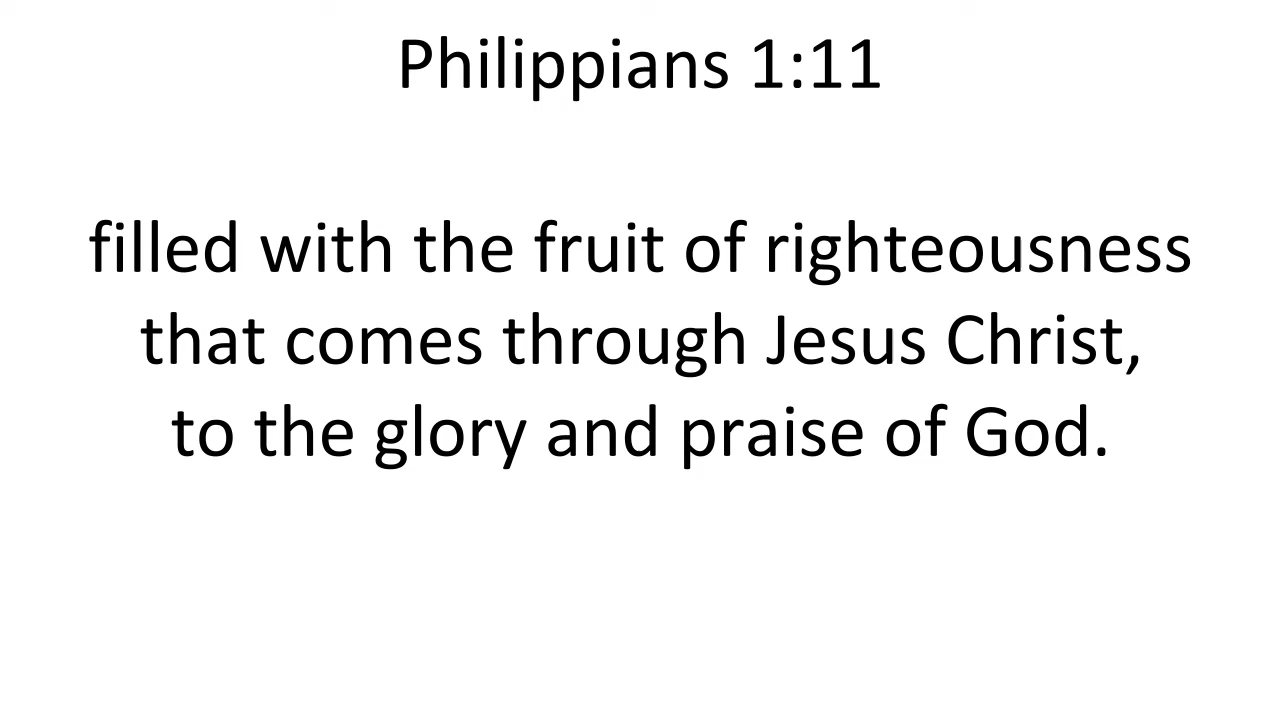 Philippians 1:11
filled with the fruit of righteousness
that comes through Jesus Christ,
to the glory and praise of God.